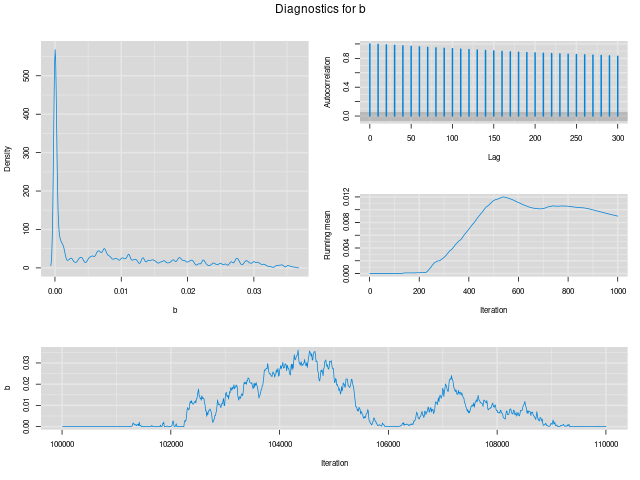 Diagnostics for b
Density
0 100 200 300 400 500
0.00 0.01 0.02 0.03
b
Autocorrelation
0.0 0.4 0.8
0 50 100 150 200 250 300
Lag
Running mean
0.000 0.004 0.008 0.012
0 200 400 600 800 1000
Iteration
b
0.00 0.01 0.02 0.03
100000 102000 104000 106000 108000 110000
Iteration